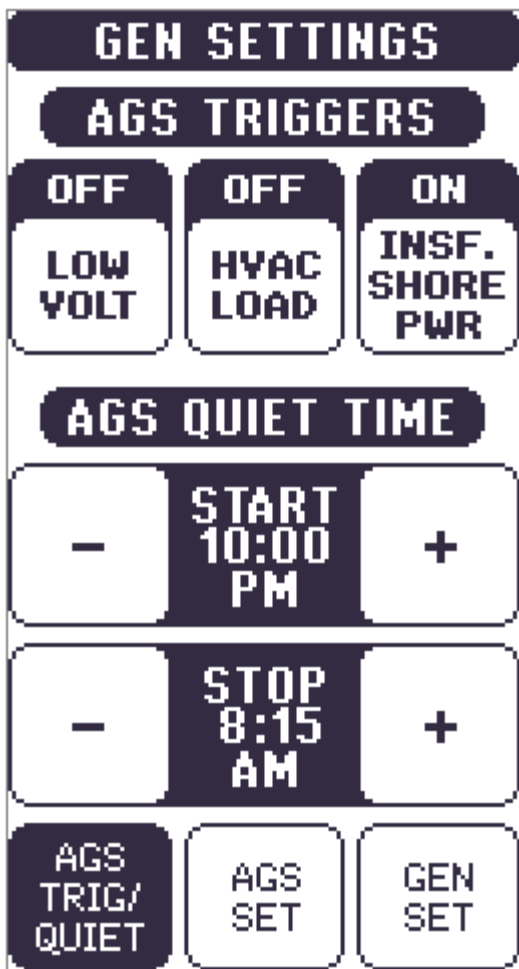 GEN SETTINGS
AGS TRIGGERS
OFF
LOW
VOLT
OFF
HVAC
LOAD
ON
INSF.
SHORE
PWR
AGS QUIET TIME
-
START
10:00
PM
+
-
STOP
8:15
AM
+
AGS
TRIG/
QUIET
AGS
SET
GEN
SET